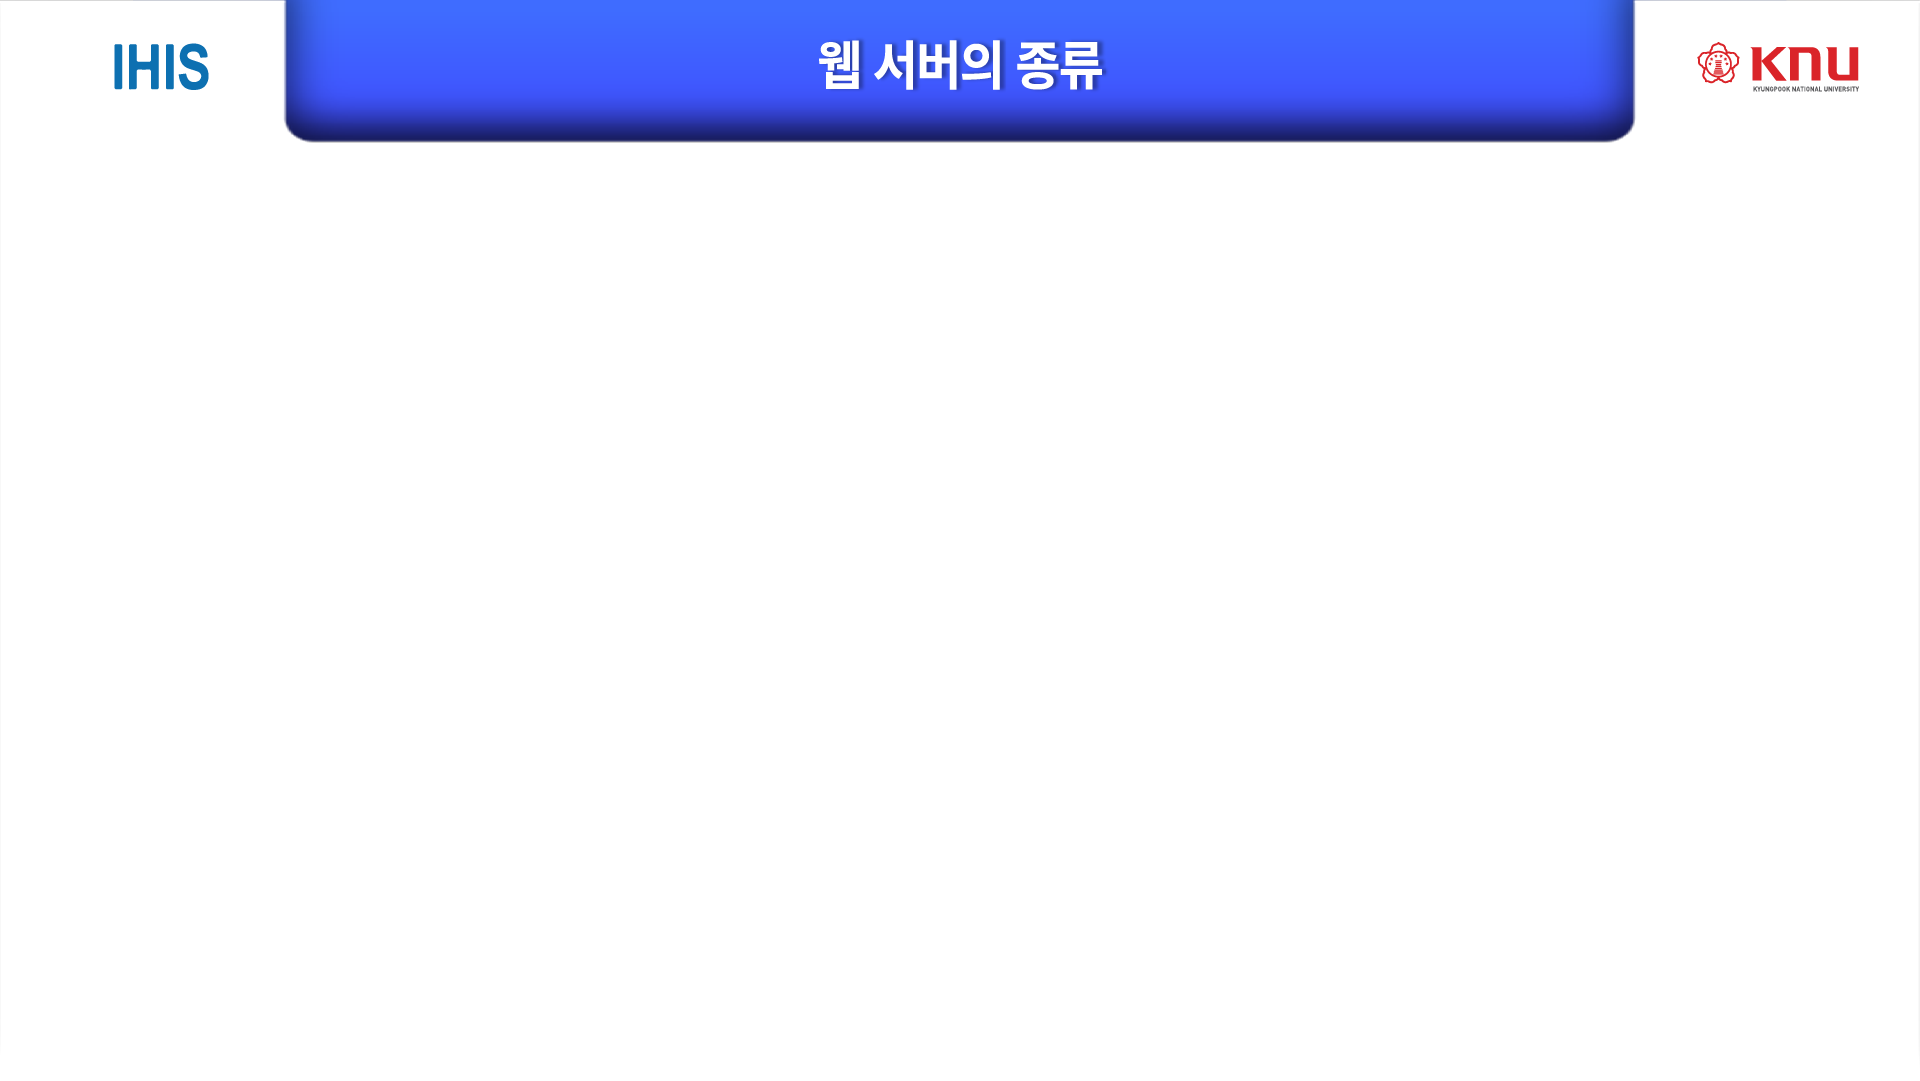 IHIS
웹 서버의 종류
KNU
KYUNGPOOK NATIONAL UNIVERSITY